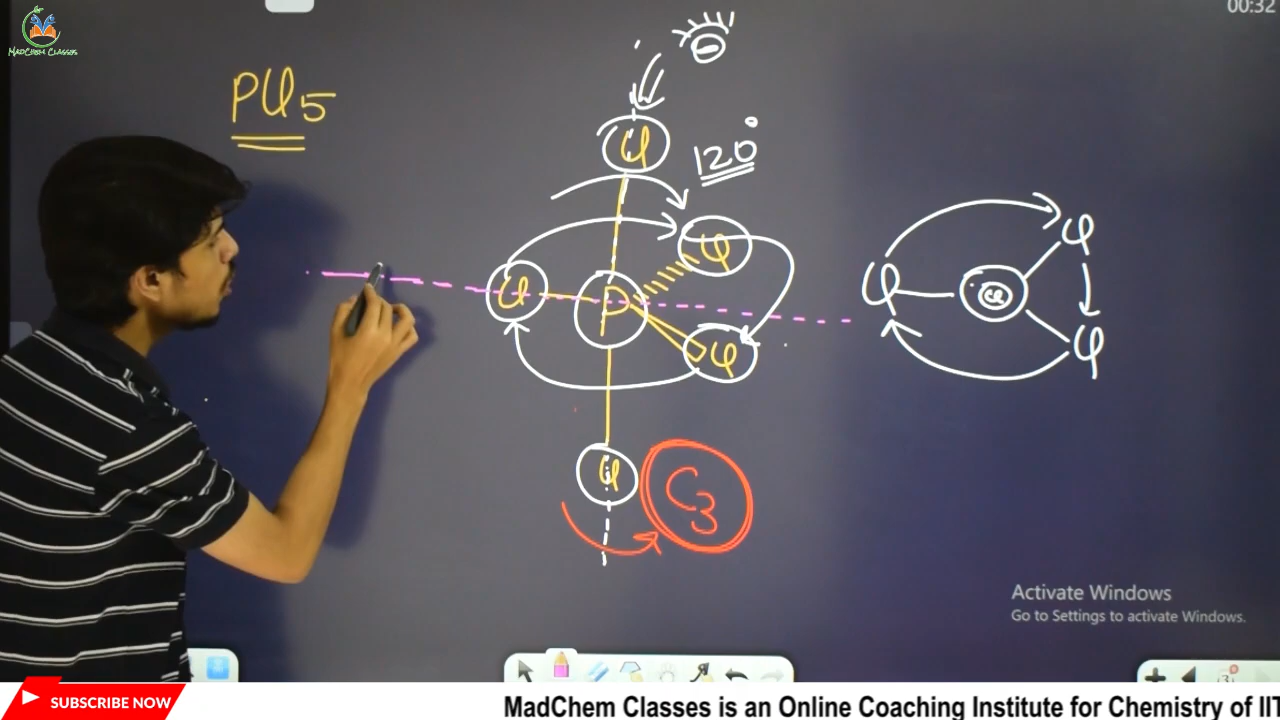 00:32
MADCHEM CLASSES
PCl5
Cl
120°
Cl
Cl
P
Cl
Cl
Cl
Cl
Cl
Cl
C3
Activate Windows
Go to Settings to activate Windows.
SUBSCRIBE NOW
MadChem Classes is an Online Coaching Institute for Chemistry of IIT